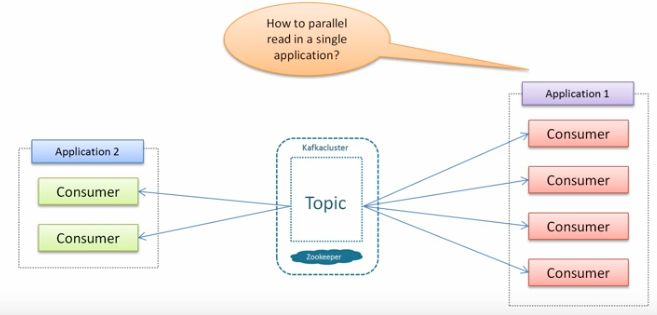 How to parallel
read in a single
application?
Application 1
Consumer
Consumer
Consumer
Consumer
Application 2
Consumer
Consumer
Kafkacluster
Topic
Zookeeper